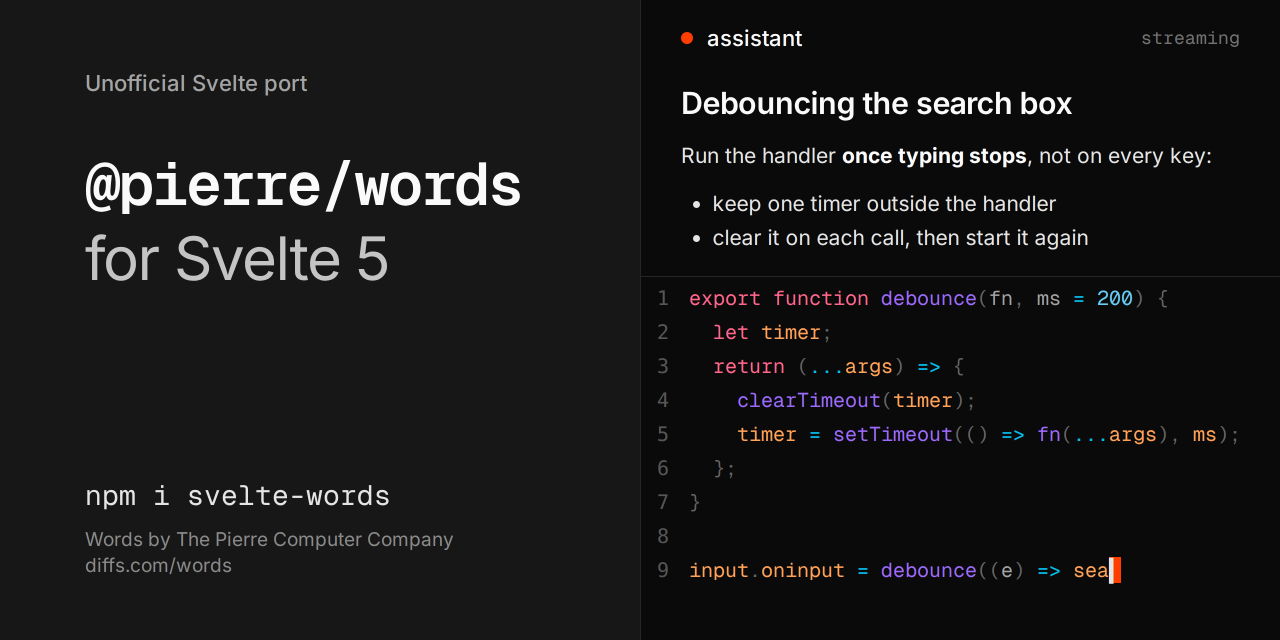 Unofficial Svelte port
@pierre/words
for Svelte 5
npm i svelte-words
Words by The Pierre Computer Company
diffs.com/words
assistant
streaming
Debouncing the search box
Run the handler once typing stops, not on every key:
• keep one timer outside the handler
• clear it on each call, then start it again
1 export function debounce(fn, ms = 200) {
2   let timer;
3   return (...args) => {
4     clearTimeout(timer);
5     timer = setTimeout(() => fn(...args), ms);
6   };
7 }
8
9 input.oninput = debounce((e) => sea